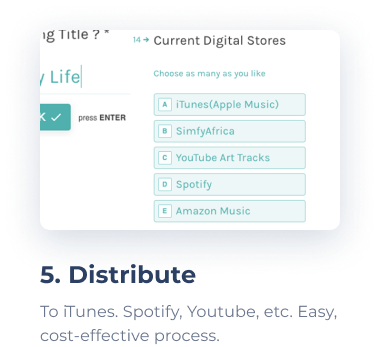 ng Title ? *
y Life
K
press ENTER
14 → Current Digital Stores
Choose as many as you like
A iTunes(Apple Music)
B SimfyAfrica
C YouTube Art Tracks
D Spotify
E Amazon Music
5. Distribute
To iTunes. Spotify, Youtube, etc. Easy,
cost-effective process.